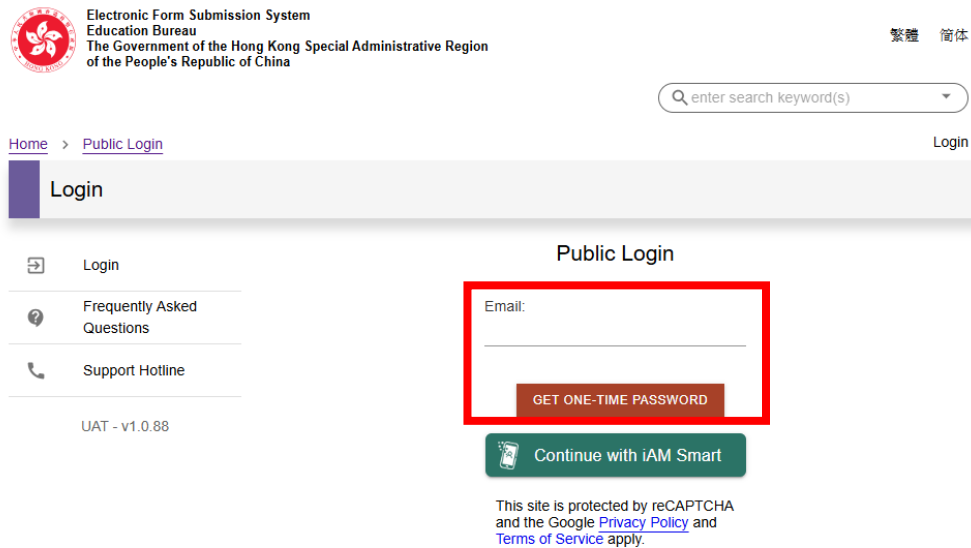 Electronic Form Submission System
Education Bureau
The Government of the Hong Kong Special Administrative Region
of the People's Republic of China
繁體 简体
enter search keyword(s)
Home > Public Login
Login
Login
Login
Frequently Asked
Questions
Support Hotline
UAT - v1.0.88
Public Login
Email:
GET ONE-TIME PASSWORD
Continue with iAM Smart
This site is protected by reCAPTCHA
and the Google Privacy Policy and
Terms of Service apply.